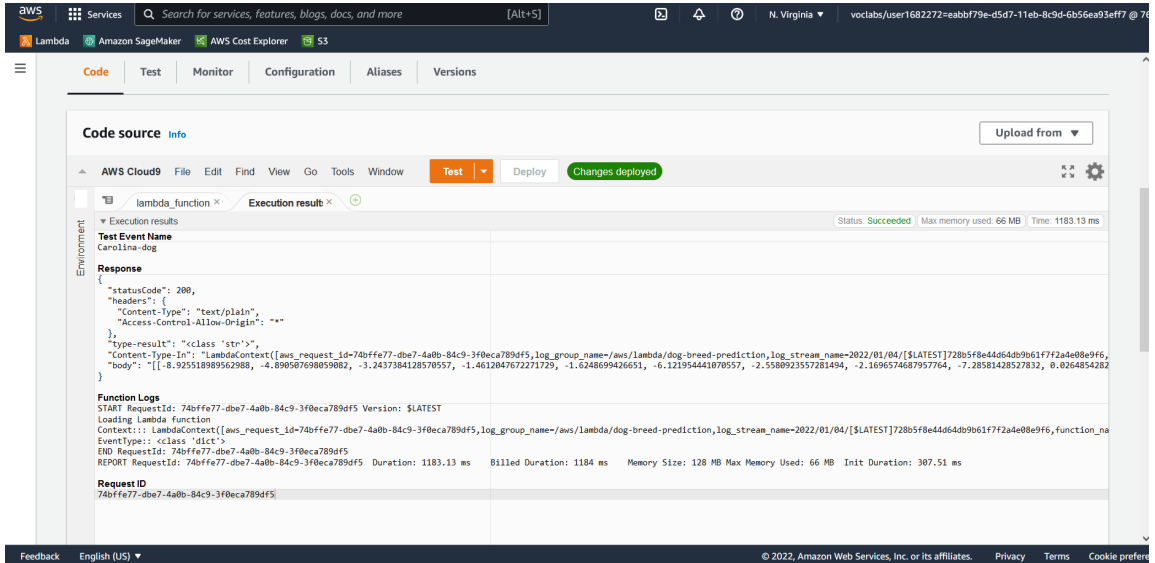 aws Services Search for services, features, blogs, docs, and more [Alt+S] N. Virginia ▼ voclabs/user1682272=eabbf79e-d5d7-11eb-8c9d-6b56ea93eff7 @ 76
Lambda Amazon SageMaker AWS Cost Explorer S3
Code Test Monitor Configuration Aliases Versions
Code source Info Upload from ▼
AWS Cloud9 File Edit Find View Go Tools Window Test Deploy Changes deployed
lambda_function × Execution results ×
Environment
▼ Execution results Status: Succeeded Max memory used: 66 MB Time: 1183.13 ms
Test Event Name
Carolina-dog
Response
{
"statusCode": 200,
"headers": {
"Content-Type": "text/plain",
"Access-Control-Allow-Origin": "*"
},
"type-result": "<class 'str'>",
"Content-Type-In": "LambdaContext([aws_request_id=74bffe77-dbe7-4a0b-84c9-3f0eca789df5,log_group_name=/aws/lambda/dog-breed-prediction,log_stream_name=2022/01/04/[$LATEST]728b5f8e44d64db9b61f7f2a4e08e9f6,
"body": "[[-8.925518989562988, -4.890507698059082, -3.2437384128570557, -1.4612047672271729, -1.6248699426651, -6.121954441070557, -2.5580923557281494, -2.1696574687957764, -7.28581428527832, 0.0264854282
}
Function Logs
START RequestId: 74bffe77-dbe7-4a0b-84c9-3f0eca789df5 Version: $LATEST
Loading Lambda function
Context::: LambdaContext([aws_request_id=74bffe77-dbe7-4a0b-84c9-3f0eca789df5,log_group_name=/aws/lambda/dog-breed-prediction,log_stream_name=2022/01/04/[$LATEST]728b5f8e44d64db9b61f7f2a4e08e9f6,function_na
EventType:: <class 'dict'>
END RequestId: 74bffe77-dbe7-4a0b-84c9-3f0eca789df5
REPORT RequestId: 74bffe77-dbe7-4a0b-84c9-3f0eca789df5 Duration: 1183.13 ms Billed Duration: 1184 ms Memory Size: 128 MB Max Memory Used: 66 MB Init Duration: 307.51 ms
Request ID
74bffe77-dbe7-4a0b-84c9-3f0eca789df5
Feedback English (US) ▼ © 2022, Amazon Web Services, Inc. or its affiliates. Privacy Terms Cookie prefere